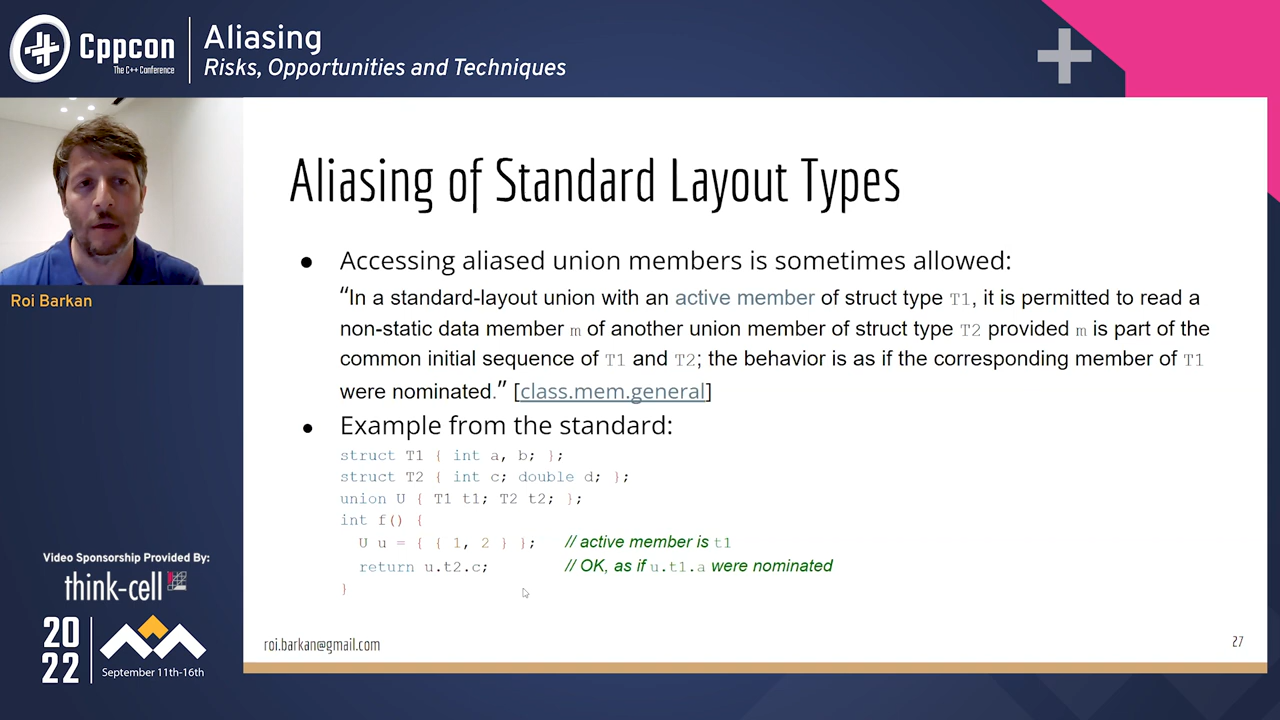 Cppcon
The C++ Conference
Aliasing
Risks, Opportunities and Techniques
Roi Barkan
Aliasing of Standard Layout Types
● Accessing aliased union members is sometimes allowed:
“In a standard-layout union with an active member of struct type T1, it is permitted to read a
non-static data member m of another union member of struct type T2 provided m is part of the
common initial sequence of T1 and T2; the behavior is as if the corresponding member of T1
were nominated.” [class.mem.general]
● Example from the standard:
struct T1 { int a, b; };
struct T2 { int c; double d; };
union U { T1 t1; T2 t2; };
int f() {
U u = { { 1, 2 } }; // active member is t1
return u.t2.c; // OK, as if u.t1.a were nominated
}
roi.barkan@gmail.com
27
Video Sponsorship Provided By:
think-cell
20
22
September 11th-16th